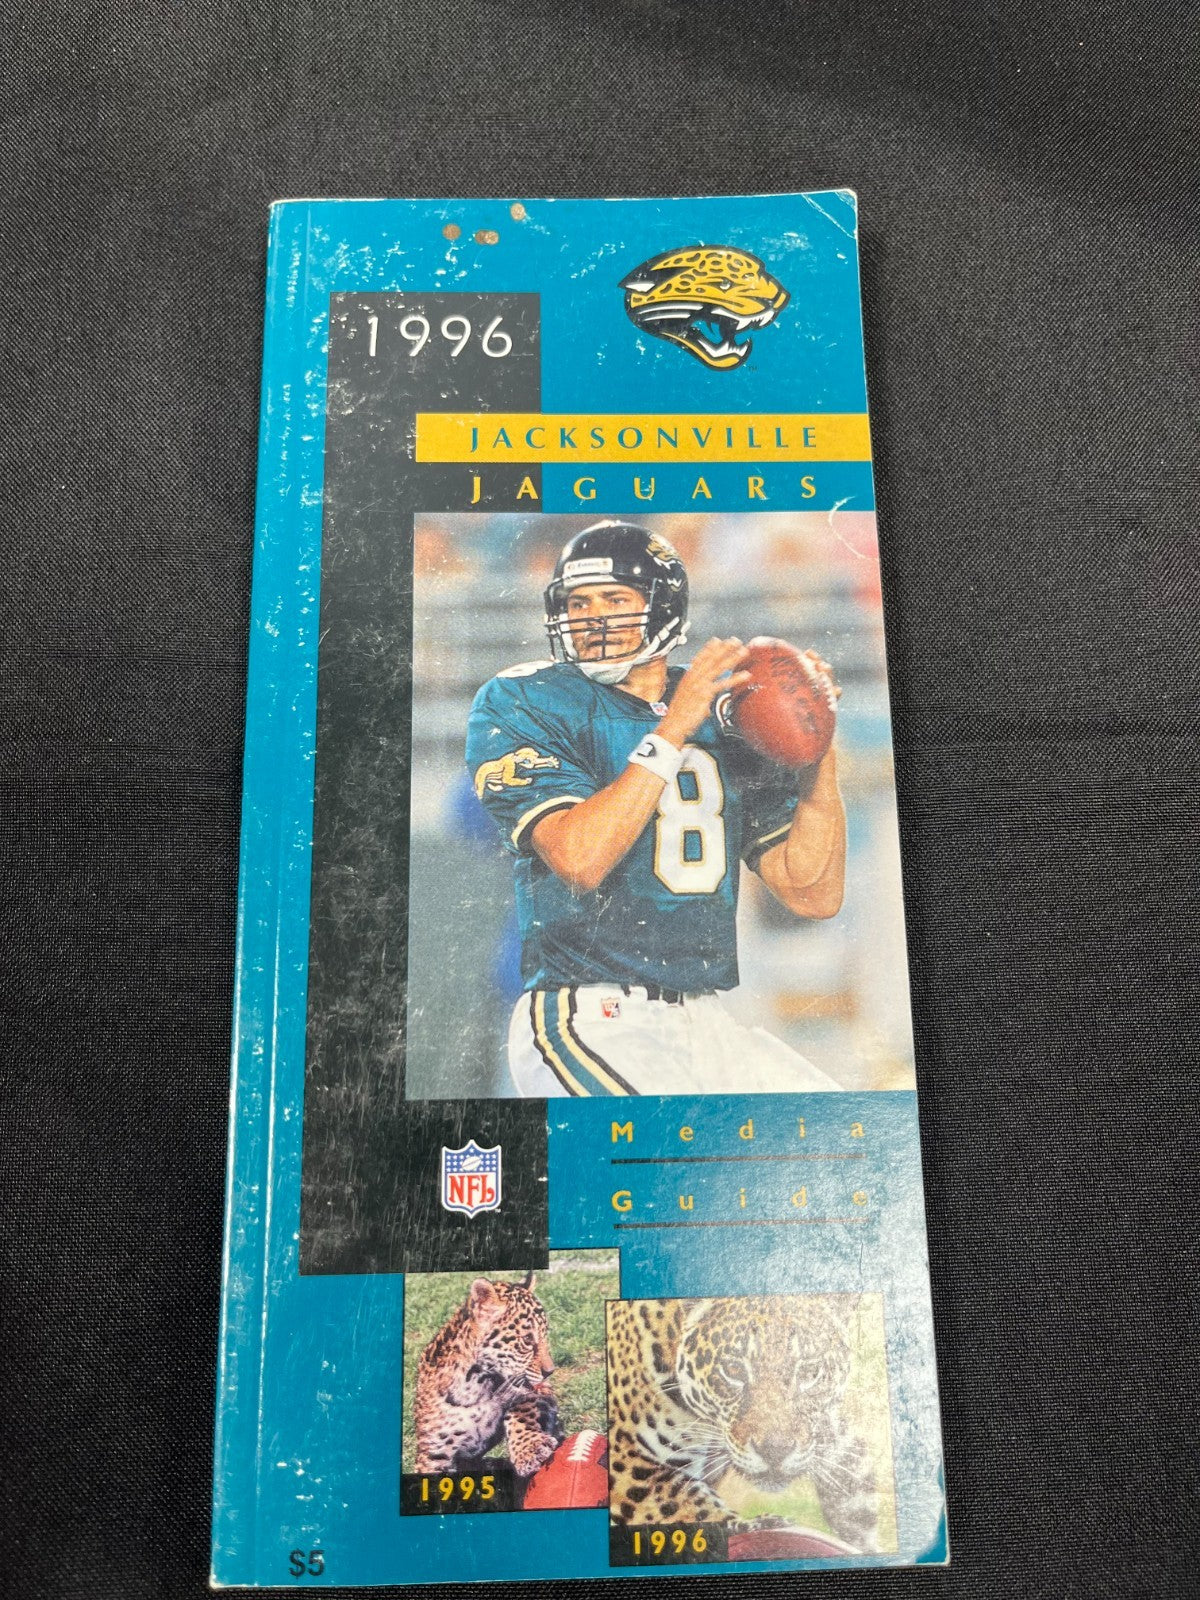 1996
JACKSONVILLE
JAGUARS
8
Media
Guide
NFL
1995
1996
$5